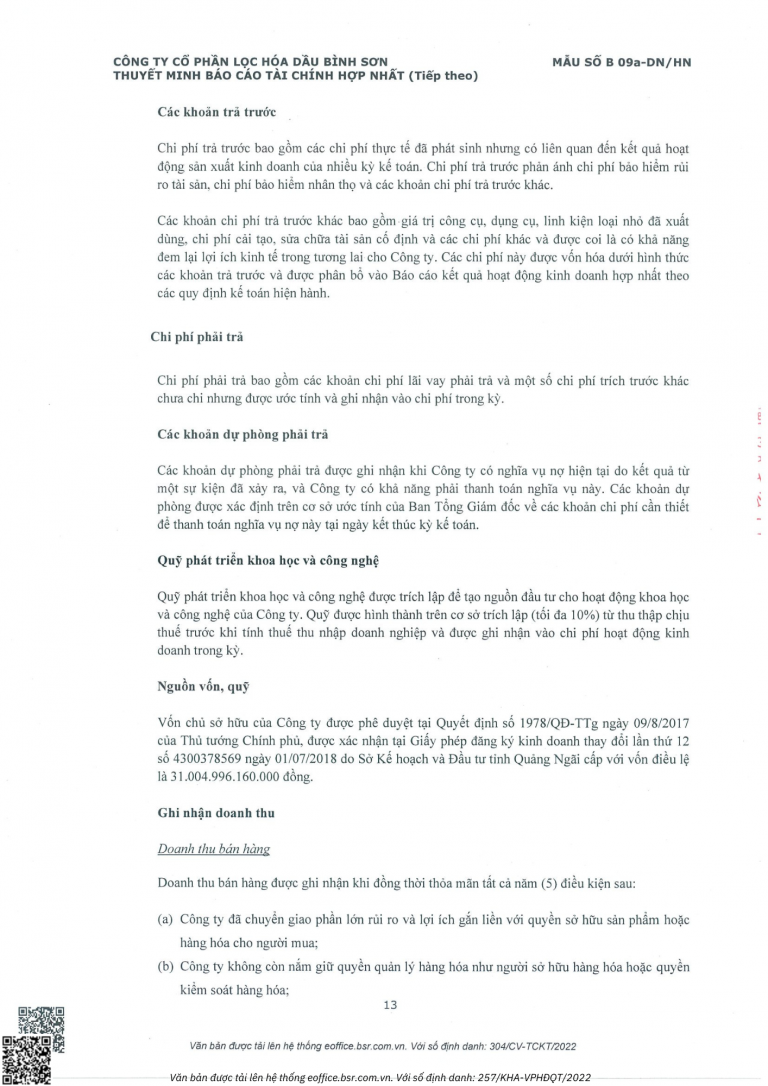 CÔNG TY CỔ PHẦN LỌC HÓA DẦU BÌNH SƠN
MẪU SỐ B 09a-DN/HN
THUYẾT MINH BÁO CÁO TÀI CHÍNH HỢP NHẤT (Tiếp theo)
Các khoản trả trước
Chi phí trả trước bao gồm các chi phí thực tế đã phát sinh nhưng có liên quan đến kết quả hoạt
động sản xuất kinh doanh của nhiều kỳ kế toán. Chi phí trả trước phản ánh chi phí bảo hiểm rủi
ro tài sản, chi phí bảo hiểm nhân thọ và các khoản chi phí trả trước khác.
Các khoản chi phí trả trước khác bao gồm giá trị công cụ, dụng cụ, linh kiện loại nhỏ đã xuất
dùng, chi phí cải tạo, sửa chữa tài sản cố định và các chi phí khác và được coi là có khả năng
đem lại lợi ích kinh tế trong tương lai cho Công ty. Các chi phí này được vốn hóa dưới hình thức
các khoản trả trước và được phân bổ vào Báo cáo kết quả hoạt động kinh doanh hợp nhất theo
các quy định kế toán hiện hành.
Chi phí phải trả
Chi phí phải trả bao gồm các khoản chi phí lãi vay phải trả và một số chi phí trích trước khác
chưa chi nhưng được ước tính và ghi nhận vào chi phí trong kỳ.
Các khoản dự phòng phải trả
Các khoản dự phòng phải trả được ghi nhận khi Công ty có nghĩa vụ nợ hiện tại do kết quả từ
một sự kiện đã xảy ra, và Công ty có khả năng phải thanh toán nghĩa vụ này. Các khoản dự
phòng được xác định trên cơ sở ước tính của Ban Tổng Giám đốc về các khoản chi phí cần thiết
để thanh toán nghĩa vụ nợ này tại ngày kết thúc kỳ kế toán.
Quỹ phát triển khoa học và công nghệ
Quỹ phát triển khoa học và công nghệ được trích lập để tạo nguồn đầu tư cho hoạt động khoa học
và công nghệ của Công ty. Quỹ được hình thành trên cơ sở trích lập (tối đa 10%) từ thu thập chịu
thuế trước khi tính thuế thu nhập doanh nghiệp và được ghi nhận vào chi phí hoạt động kinh
doanh trong kỳ.
Nguồn vốn, quỹ
Vốn chủ sở hữu của Công ty được phê duyệt tại Quyết định số 1978/QĐ-TTg ngày 09/8/2017
của Thủ tướng Chính phủ, được xác nhận tại Giấy phép đăng ký kinh doanh thay đổi lần thứ 12
số 4300378569 ngày 01/07/2018 do Sở Kế hoạch và Đầu tư tỉnh Quảng Ngãi cấp với vốn điều lệ
là 31.004.996.160.000 đồng.
Ghi nhận doanh thu
Doanh thu bán hàng
Doanh thu bán hàng được ghi nhận khi đồng thời thỏa mãn tất cả năm (5) điều kiện sau:
(a) Công ty đã chuyển giao phần lớn rủi ro và lợi ích gắn liền với quyền sở hữu sản phẩm hoặc
hàng hóa cho người mua;
(b) Công ty không còn nắm giữ quyền quản lý hàng hóa như người sở hữu hàng hóa hoặc quyền
kiểm soát hàng hóa;
13
Văn bản được tải lên hệ thống eoffice.bsr.com.vn. Với số định danh: 304/CV-TCKT/2022
Văn bản được tải lên hệ thống eoffice.bsr.com.vn. Với số định danh: 257/KHA-VPHĐQT/2022